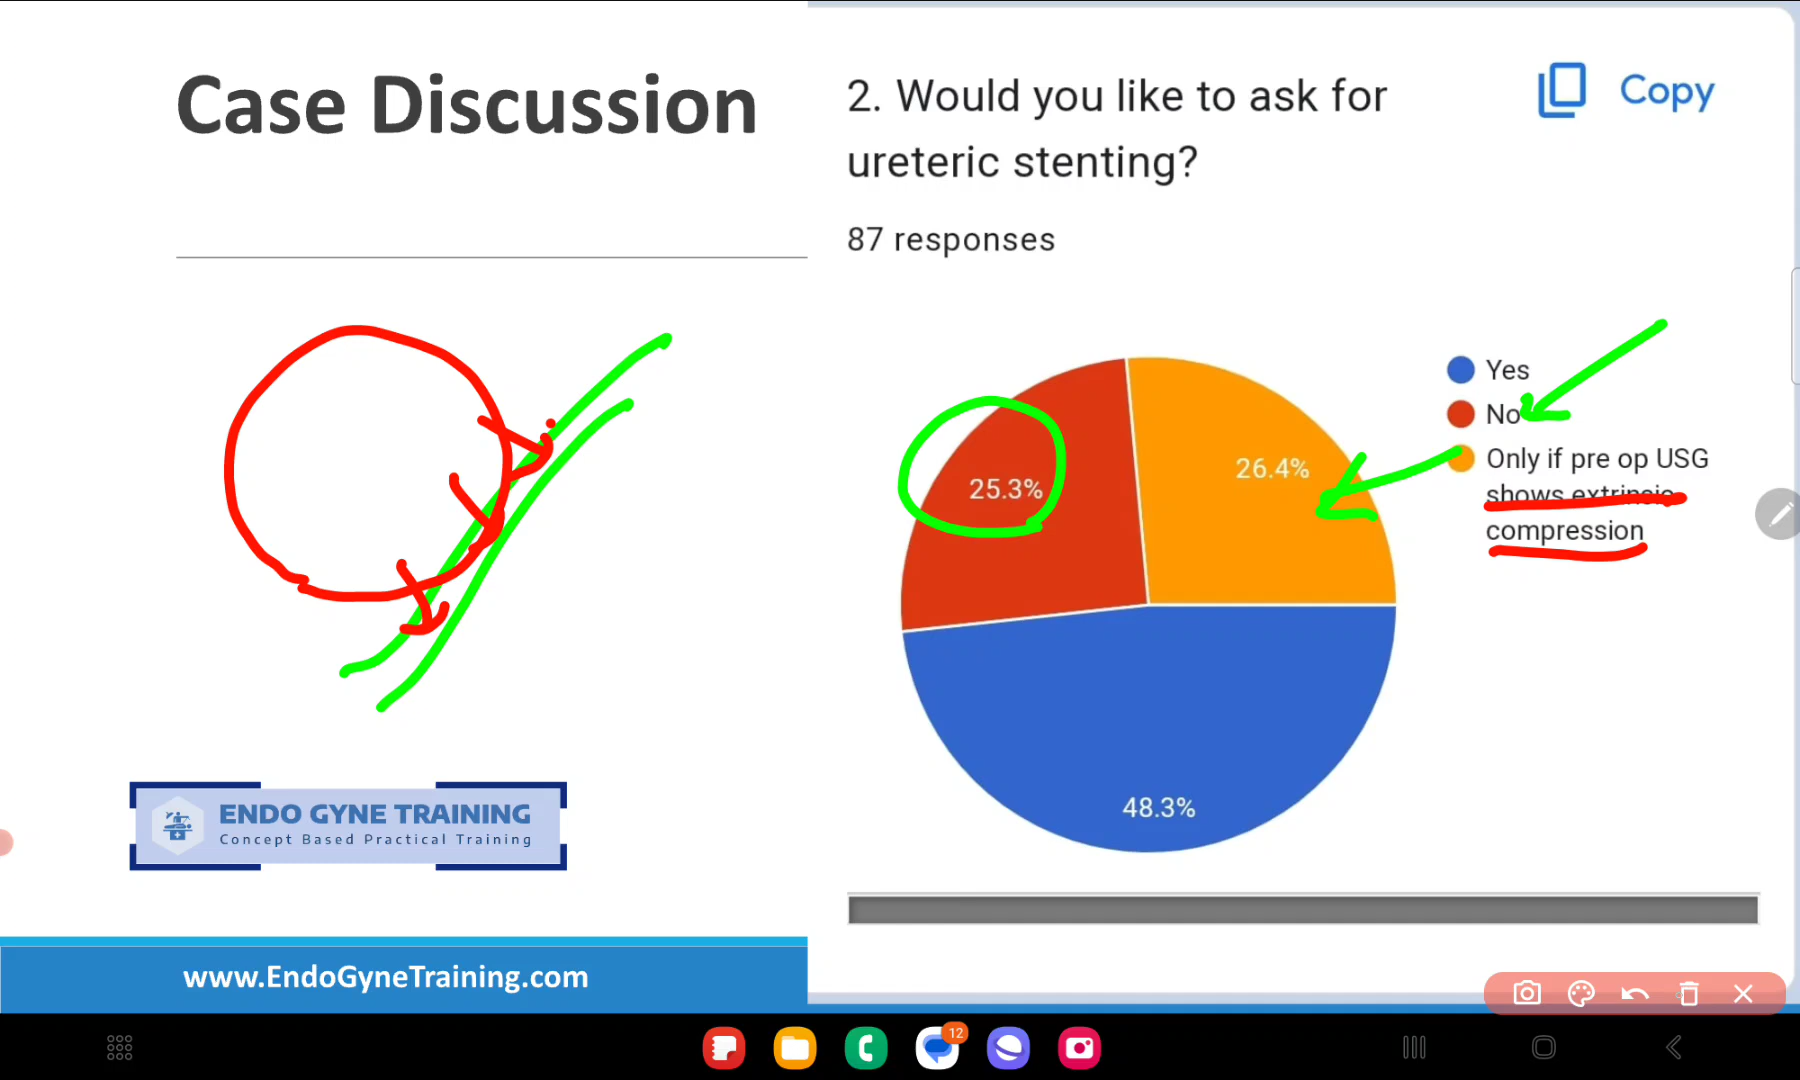 Case Discussion
2. Would you like to ask for
ureteric stenting?
Copy
87 responses
Yes
No
Only if pre op USG
shows extrinsic
compression
25.3%
26.4%
48.3%
ENDO GYNE TRAINING
Concept Based Practical Training
www.EndoGyneTraining.com
12